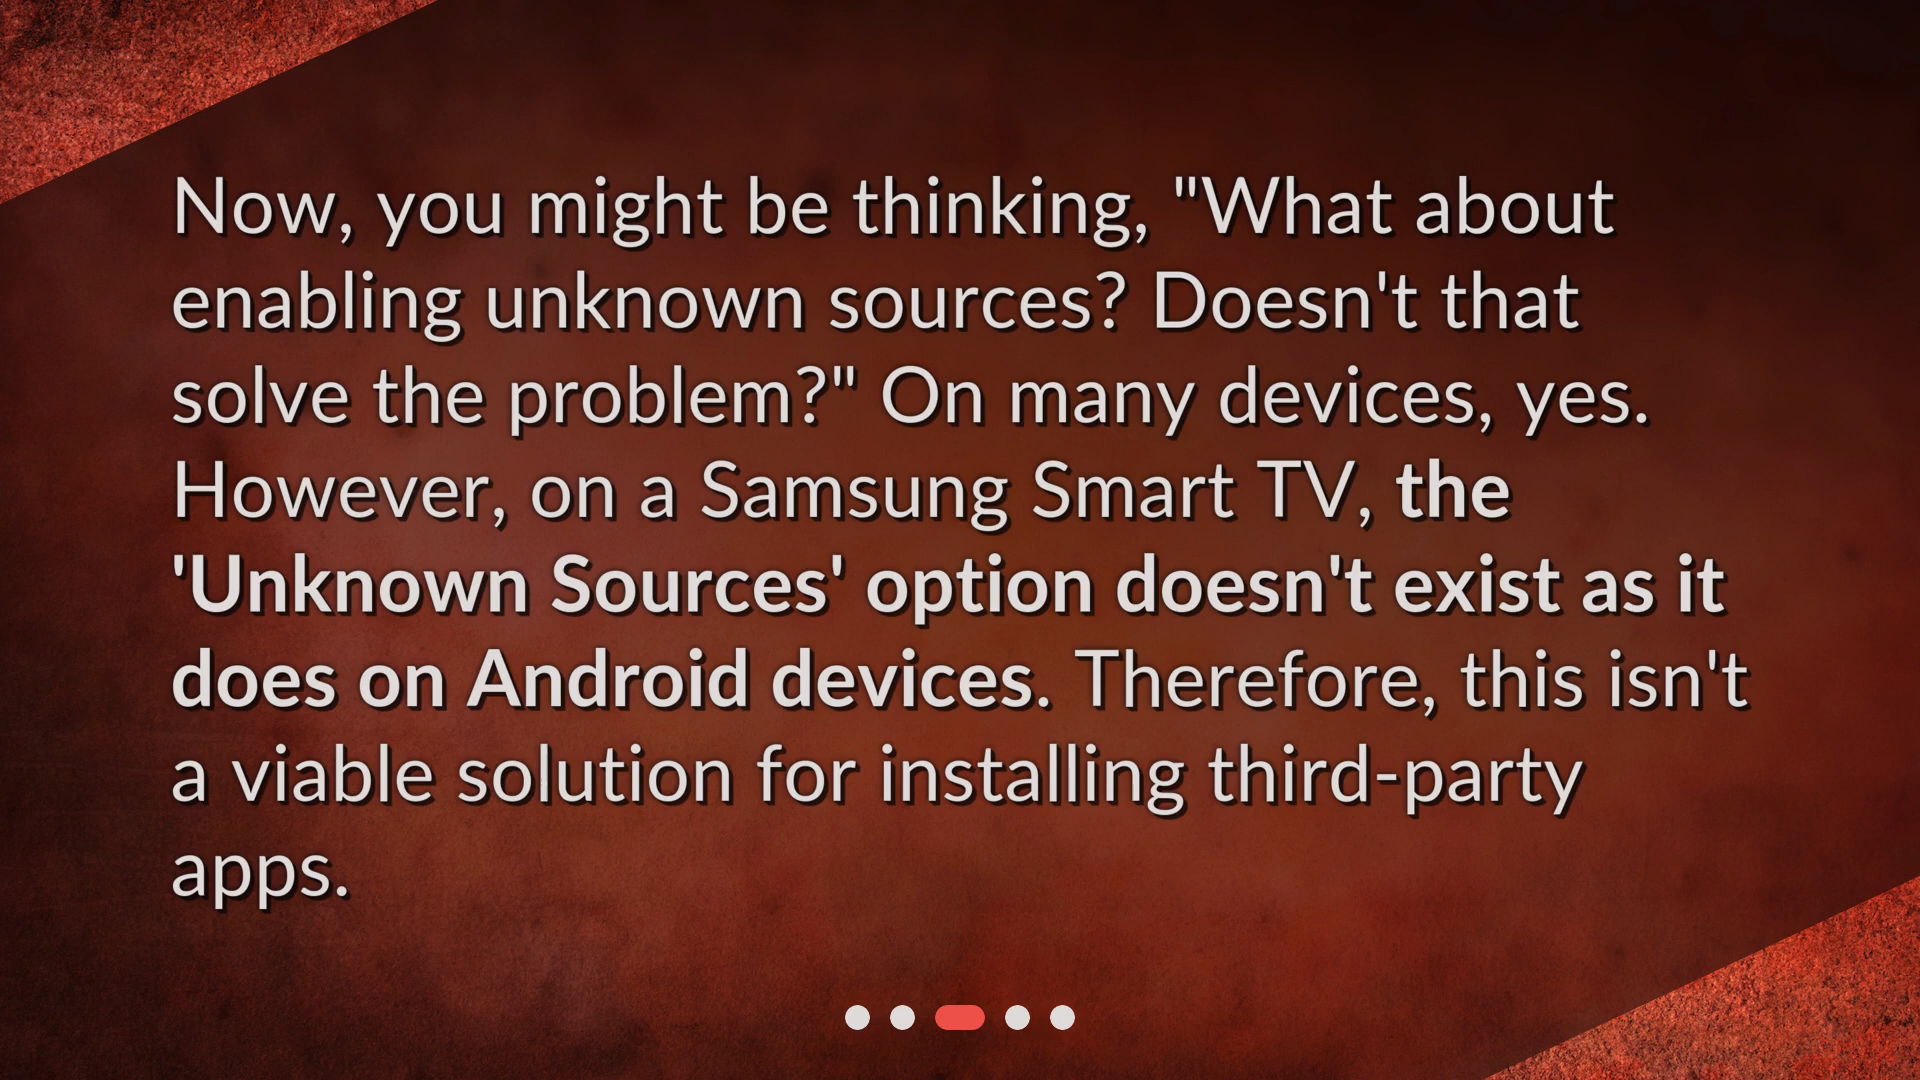 Now, you might be thinking, "What about
enabling unknown sources? Doesn't that
solve the problem?" On many devices, yes.
However, on a Samsung Smart TV, the
'Unknown Sources' option doesn't exist as it
does on Android devices. Therefore, this isn't
a viable solution for installing third-party
apps.